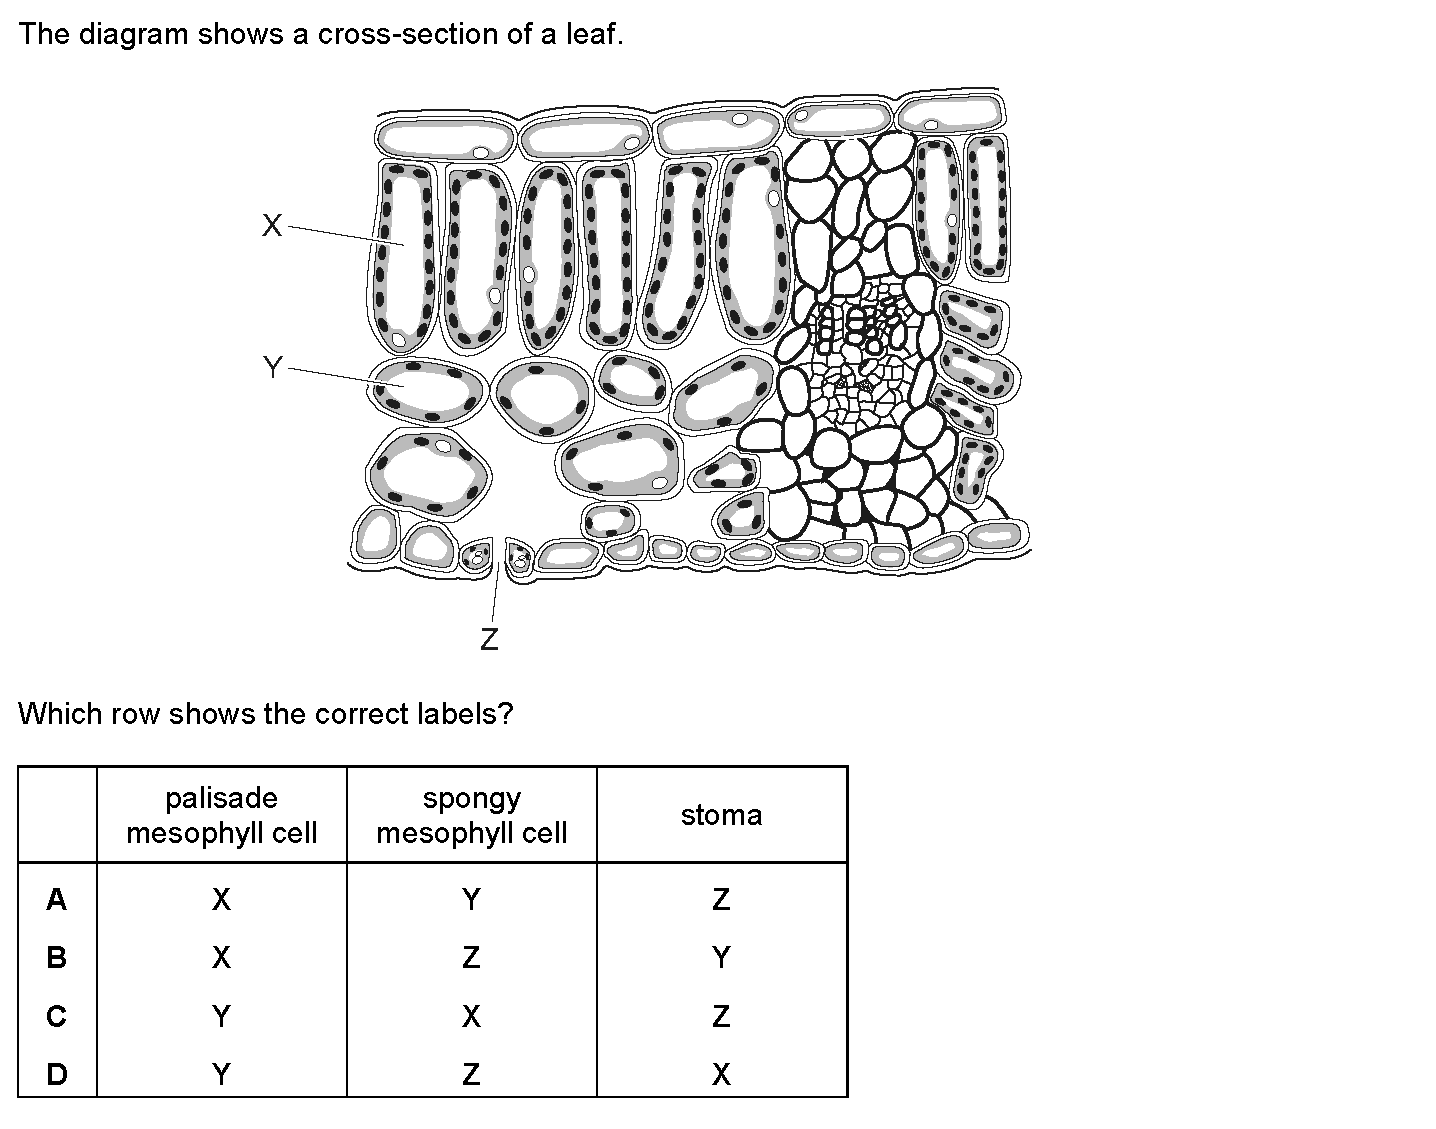 The diagram shows a cross-section of a leaf.
X
Y
Z
Which row shows the correct labels?
palisade mesophyll cell spongy mesophyll cell stoma
A X Y Z
B X Z Y
C Y X Z
D Y Z X